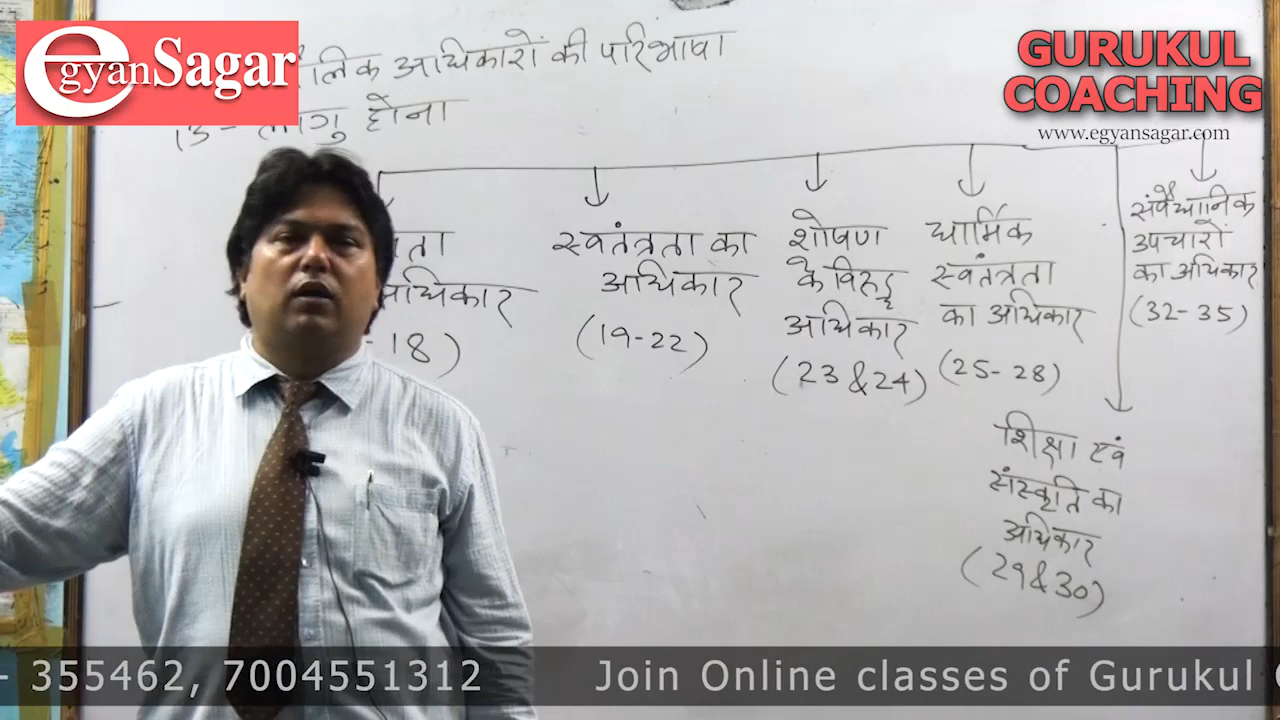 egyanSagar
GURUKUL
COACHING
www.egyansagar.com
लिक अधिकारों की परिभाषा
13- लागु होना
ता
अधिकार
-18)
स्वतंत्रता का
अधिकार
(19-22)
शोषण
के विरुद्ध
अधिकार
(23 & 24)
धार्मिक
स्वतंत्रता
का अधिकार
(25-28)
संवैधानिक
उपचारों
का अधिकार
(32-35)
शिक्षा एवं
संस्कृति का
अधिकार
(29 & 30)
- 355462, 7004551312 Join Online classes of Gurukul